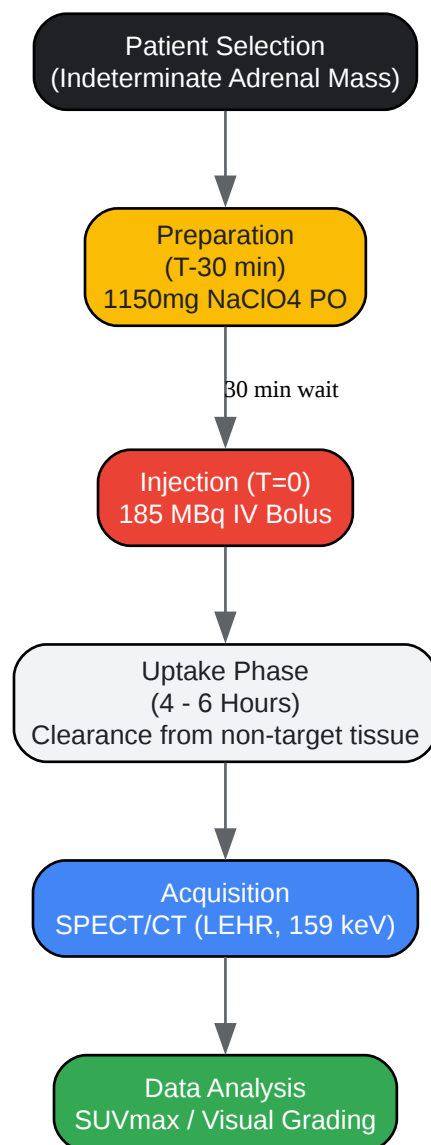 Patient Selection
(Indeterminate Adrenal Mass)
Preparation
(T-30 min)
1150mg NaClO4 PO
30 min wait
Injection (T=0)
185 MBq IV Bolus
Uptake Phase
(4 - 6 Hours)
Clearance from non-target tissue
Acquisition
SPECT/CT (LEHR, 159 keV)
Data Analysis
SUVmax / Visual Grading